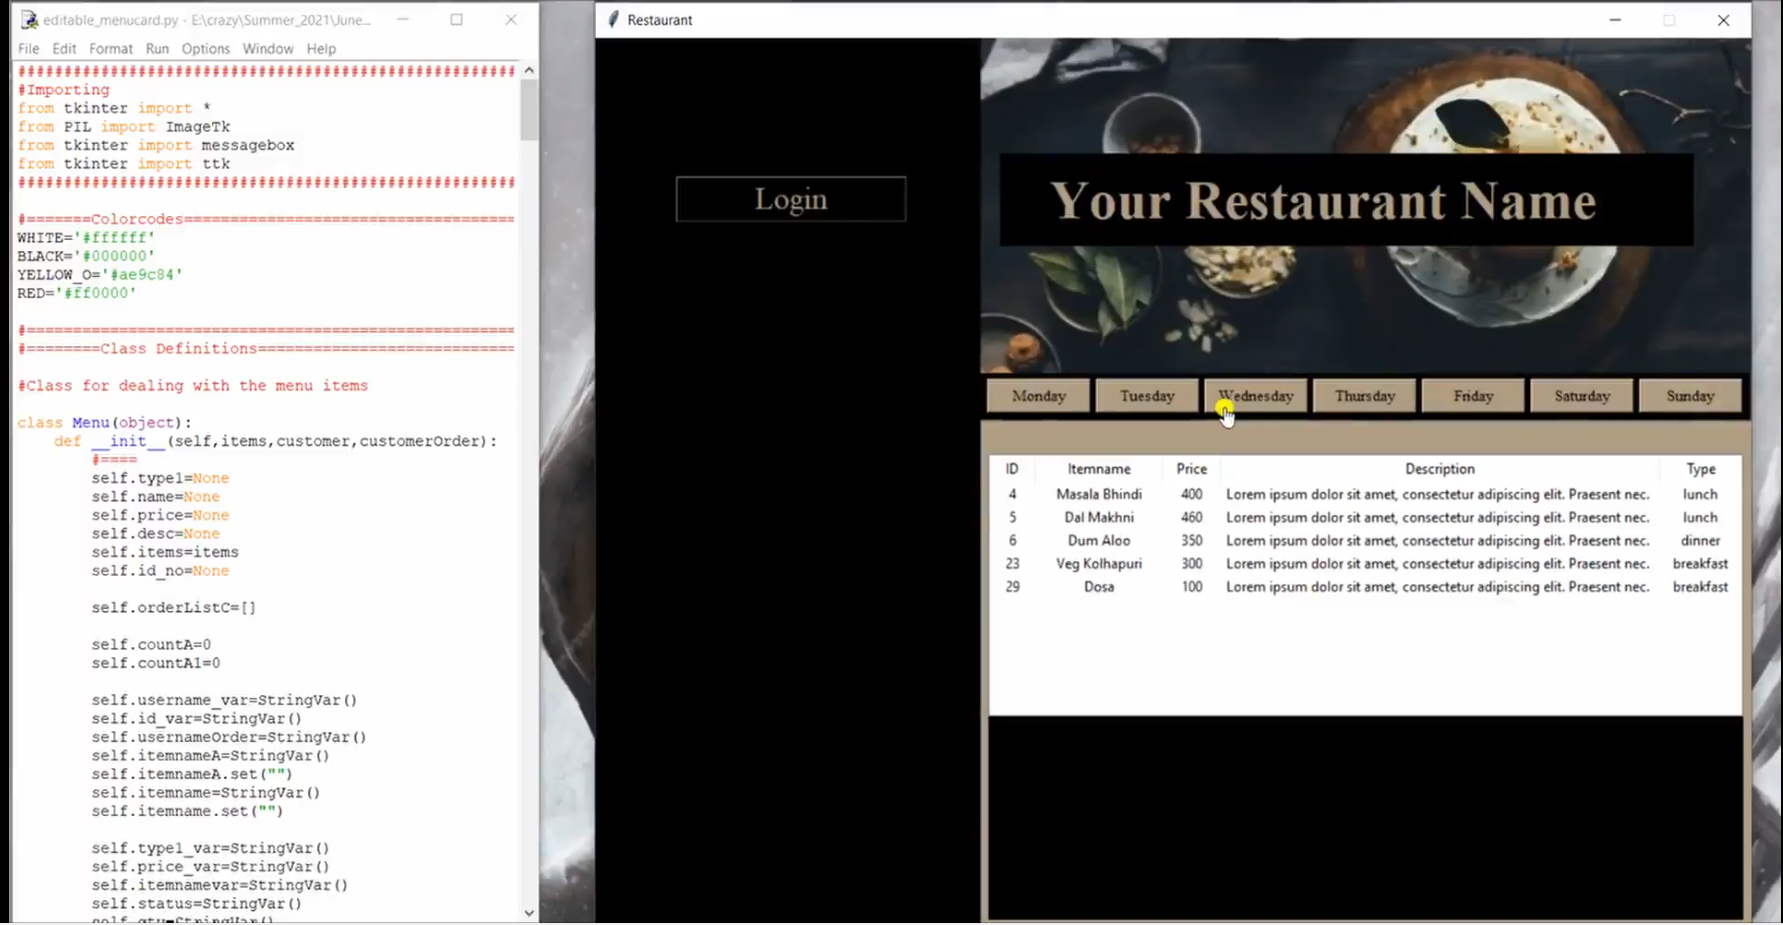 editable_menucard.py - E:\crazy\Summer_2021\June...
File Edit Format Run Options Window Help
######################################################
#Importing
from tkinter import *
from PIL import ImageTk
from tkinter import messagebox
from tkinter import ttk
######################################################
#=======Colorcodes====================================
WHITE='#ffffff'
BLACK='#000000'
YELLOW_O='#ae9c84'
RED='#ff0000'
#=====================================================
#========Class Definitions============================
#Class for dealing with the menu items
class Menu(object):
def __init__(self,items,customer,customerOrder):
#====
self.type1=None
self.name=None
self.price=None
self.desc=None
self.items=items
self.id_no=None
self.orderListC=[]
self.countA=0
self.countA1=0
self.username_var=StringVar()
self.id_var=StringVar()
self.usernameOrder=StringVar()
self.itemnameA=StringVar()
self.itemnameA.set("")
self.itemname=StringVar()
self.itemname.set("")
self.type1_var=StringVar()
self.price_var=StringVar()
self.itemnamevar=StringVar()
self.status=StringVar()
self.qty=StringVar()
Restaurant
Login
Your Restaurant Name
Monday Tuesday Wednesday Thursday Friday Saturday Sunday
ID Itemname Price Description Type
4 Masala Bhindi 400 Lorem ipsum dolor sit amet, consectetur adipiscing elit. Praesent nec. lunch
5 Dal Makhni 460 Lorem ipsum dolor sit amet, consectetur adipiscing elit. Praesent nec. lunch
6 Dum Aloo 350 Lorem ipsum dolor sit amet, consectetur adipiscing elit. Praesent nec. dinner
23 Veg Kolhapuri 300 Lorem ipsum dolor sit amet, consectetur adipiscing elit. Praesent nec. breakfast
29 Dosa 100 Lorem ipsum dolor sit amet, consectetur adipiscing elit. Praesent nec. breakfast